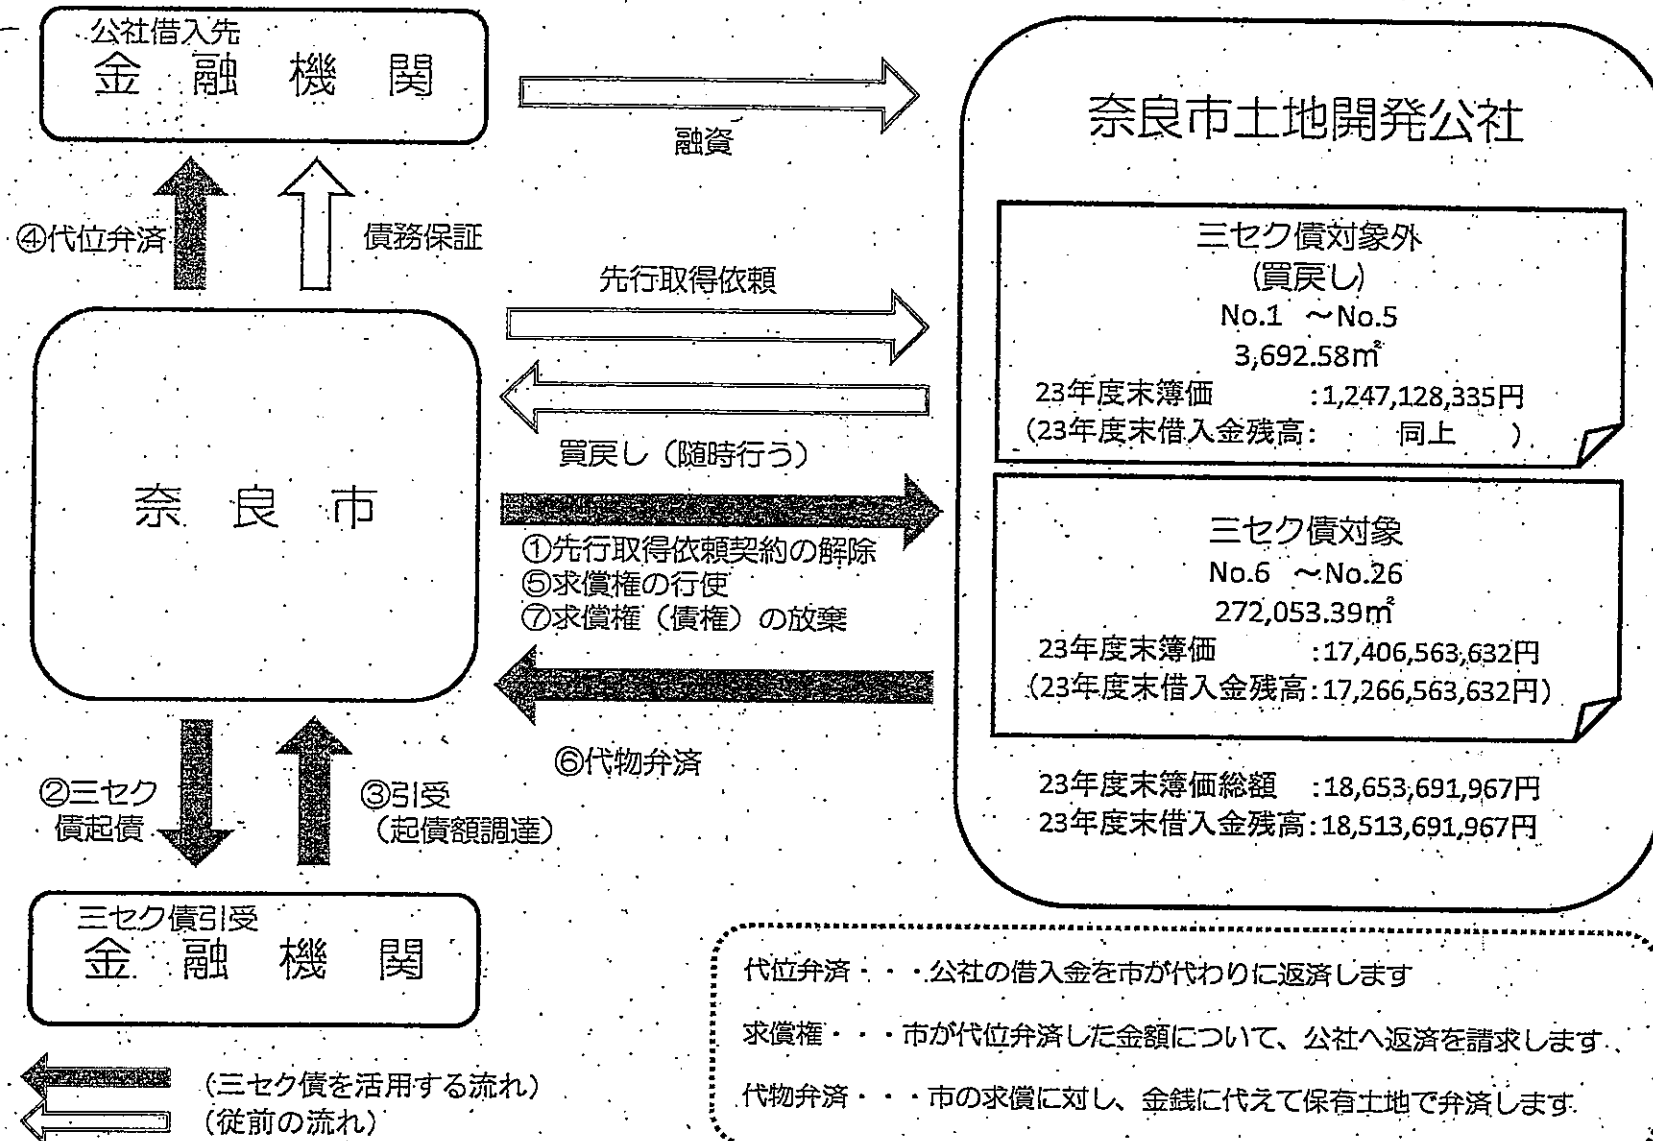 公社借入先
金融機関
融資
④代位弁済
債務保証
先行取得依頼
買戻し（随時行う）
奈良市
①先行取得依頼契約の解除
⑤求償権の行使
⑦求償権（債権）の放棄
⑥代物弁済
②三セク
債起債
③引受
（起債額調達）
三セク債引受
金融機関
（三セク債を活用する流れ）
（従前の流れ）
奈良市土地開発公社
三セク債対象外
（買戻し）
No.1 ～No.5
3,692.58㎡
23年度末簿価 :1,247,128,335円
（23年度末借入金残高: 同上 ）
三セク債対象
No.6 ～No.26
272,053.39㎡
23年度末簿価 :17,406,563,632円
（23年度末借入金残高:17,266,563,632円）
23年度末簿価総額 :18,653,691,967円
23年度末借入金残高:18,513,691,967円
代位弁済・・・公社の借入金を市が代わりに返済します
求償権・・・市が代位弁済した金額について、公社へ返済を請求します.
代物弁済・・・市の求償に対し、金銭に代えて保有土地で弁済します.